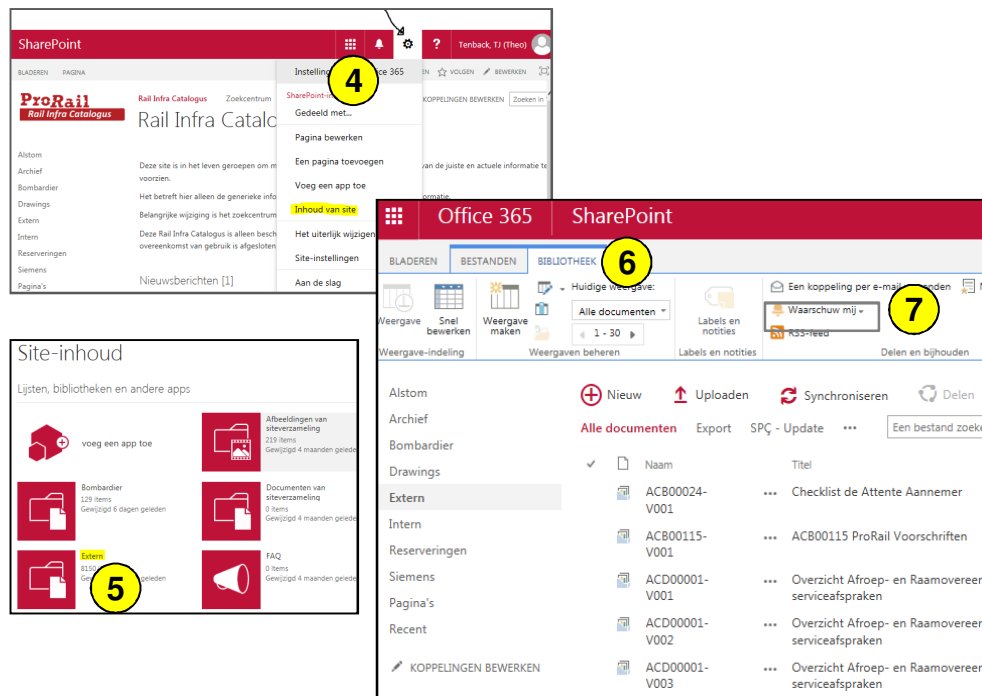 SharePoint
? Tenback, TJ (Theo)
4
BLADEREN PAGINA
Instelling ce 365
EN VOLGEN BEWERKEN
ProRail
Rail Infra Catalogus
Rail Infra Catalogus Zoekcentrum
KOPPELINGEN BEWERKEN Zoeken in
Rail Infra Catalo
SharePoint-in
Gedeeld met...
Pagina bewerken
Een pagina toevoegen
Voeg een app toe
Inhoud van site
Het uiterlijk wijzigen
Site-instellingen
Aan de slag
Alstom
Archief
Bombardier
Drawings
Extern
Intern
Reserveringen
Siemens
Pagina's
Deze site is in het leven geroepen om m
van de juiste en actuele informatie te
voorzien.
Het betreft hier alleen de generieke info
ormatie.
Belangrijke wijziging is het zoekcentrum
Deze Rail Infra Catalogus is alleen besch
overeenkomst van gebruik is afgesloten
Nieuwsberichten [1]
Site-inhoud
Lijsten, bibliotheken en andere apps
voeg een app toe
Afbeeldingen van
siteverzameling
219 items
Gewijzigd 4 maanden gelede
Bombardier
129 items
Gewijzigd 6 dagen geleden
Documenten van
siteverzameling
0 items
Gewijzigd 4 maanden gelede
Extern
8150
Ge geleden
5
FAQ
0 items
Gewijzigd 4 maanden gelede
Office 365 SharePoint
BLADEREN BESTANDEN BIBLIOTHEEK
6
Weergave
Snel
bewerken
Weergave
maken
Huidige weergave:
Alle documenten
1 - 30
Labels en
notities
Een koppeling per e-mail enden
Waarschuw mij
RSS-feed
7
Weergave-indeling Weergaven beheren Labels en notities Delen en bijhouden
Alstom
Archief
Bombardier
Drawings
Extern
Intern
Reserveringen
Siemens
Pagina's
Recent
KOPPELINGEN BEWERKEN
Nieuw Uploaden Synchroniseren Delen
Alle documenten Export SPÇ - Update ••• Een bestand zoeke
Naam Titel
ACB00024-
V001
••• Checklist de Attente Aannemer
ACB00115-
V001
••• ACB00115 ProRail Voorschriften
ACD00001-
V001
••• Overzicht Afroep- en Raamovereer
serviceafspraken
ACD00001-
V002
••• Overzicht Afroep- en Raamovereer
serviceafspraken
ACD00001-
V003
••• Overzicht Afroep- en Raamovereer
serviceafspraken